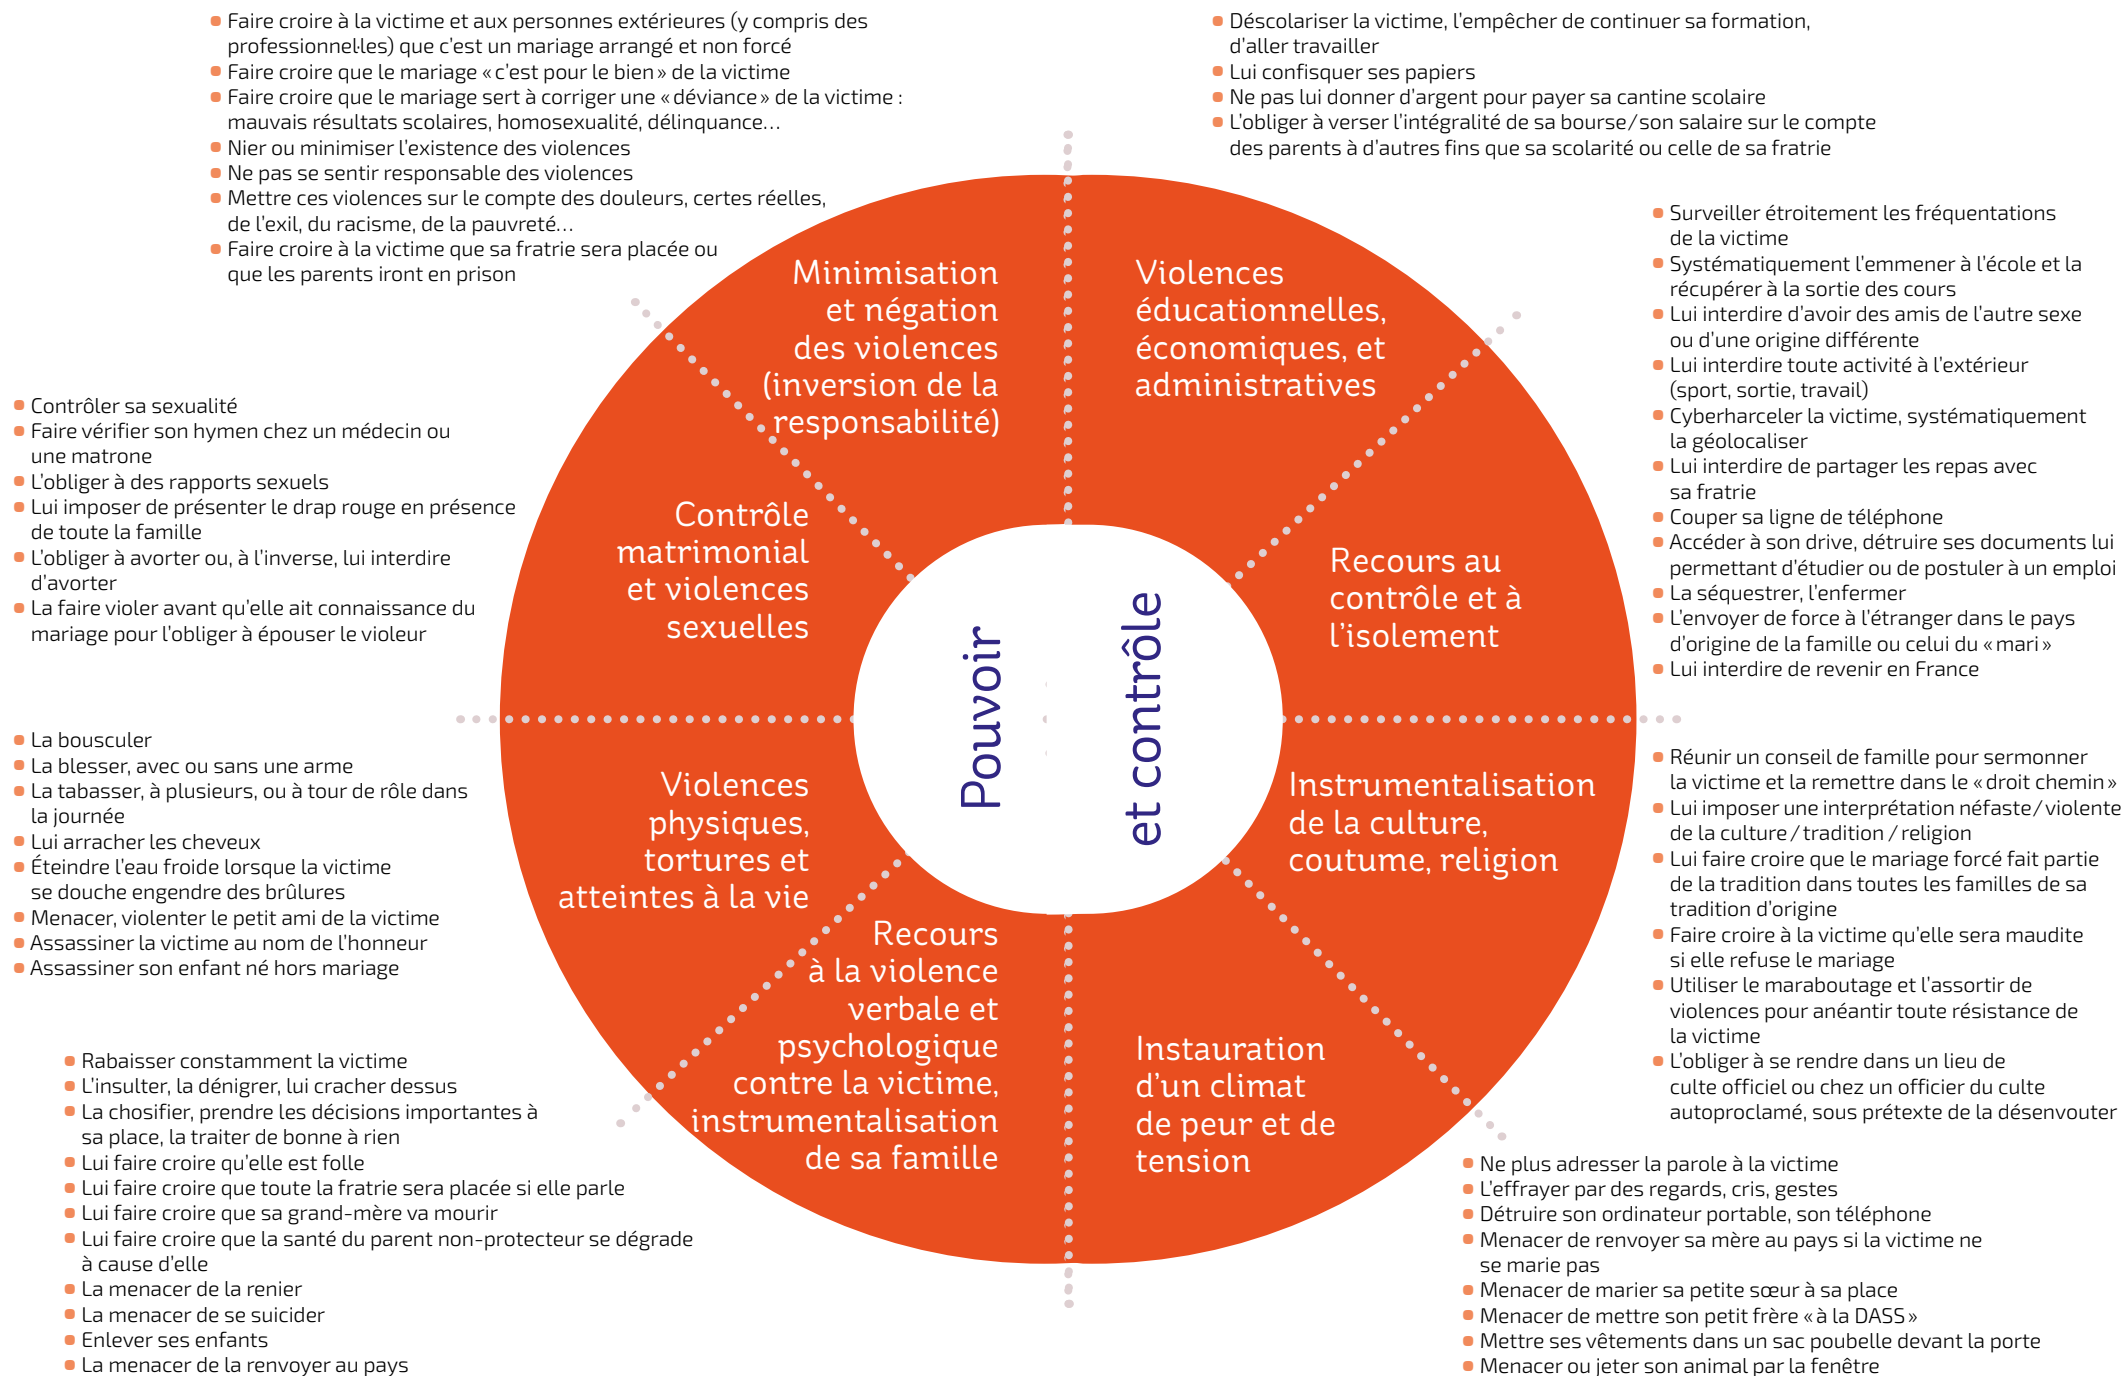 Faire croire à la victime et aux personnes extérieures (y compris des
professionnel·les) que c'est un mariage arrangé et non forcé
Faire croire que le mariage «c'est pour le bien» de la victime
Faire croire que le mariage sert à corriger une «déviance» de la victime :
mauvais résultats scolaires, homosexualité, délinquance…
Nier ou minimiser l'existence des violences
Ne pas se sentir responsable des violences
Mettre ces violences sur le compte des douleurs, certes réelles,
de l'exil, du racisme, de la pauvreté…
Faire croire à la victime que sa fratrie sera placée ou
que les parents iront en prison
Déscolariser la victime, l'empêcher de continuer sa formation,
d'aller travailler
Lui confisquer ses papiers
Ne pas lui donner d'argent pour payer sa cantine scolaire
L'obliger à verser l'intégralité de sa bourse/son salaire sur le compte
des parents à d'autres fins que sa scolarité ou celle de sa fratrie
Surveiller étroitement les fréquentations
de la victime
Systématiquement l'emmener à l'école et la
récupérer à la sortie des cours
Lui interdire d'avoir des amis de l'autre sexe
ou d'une origine différente
Lui interdire toute activité à l'extérieur
(sport, sortie, travail)
Cyberharceler la victime, systématiquement
la géolocaliser
Lui interdire de partager les repas avec
sa fratrie
Couper sa ligne de téléphone
Accéder à son drive, détruire ses documents lui
permettant d'étudier ou de postuler à un emploi
La séquestrer, l'enfermer
L'envoyer de force à l'étranger dans le pays
d'origine de la famille ou celui du «mari»
Lui interdire de revenir en France
Minimisation
et négation
des violences
(inversion de la
responsabilité)
Violences
éducationnelles,
économiques, et
administratives
Contrôler sa sexualité
Faire vérifier son hymen chez un médecin ou
une matrone
L'obliger à des rapports sexuels
Lui imposer de présenter le drap rouge en présence
de toute la famille
L'obliger à avorter ou, à l'inverse, lui interdire
d'avorter
La faire violer avant qu'elle ait connaissance du
mariage pour l'obliger à épouser le violeur
Contrôle
matrimonial
et violences
sexuelles
Recours au
contrôle et à
l'isolement
Pouvoir
et contrôle
La bousculer
La blesser, avec ou sans une arme
La tabasser, à plusieurs, ou à tour de rôle dans
la journée
Lui arracher les cheveux
Éteindre l'eau froide lorsque la victime
se douche engendre des brûlures
Menacer, violenter le petit ami de la victime
Assassiner la victime au nom de l'honneur
Assassiner son enfant né hors mariage
Violences
physiques,
tortures et
atteintes à la vie
Instrumentalisation
de la culture,
coutume, religion
Réunir un conseil de famille pour sermonner
la victime et la remettre dans le «droit chemin»
Lui imposer une interprétation néfaste/violente
de la culture/tradition/religion
Lui faire croire que le mariage forcé fait partie
de la tradition dans toutes les familles de sa
tradition d'origine
Faire croire à la victime qu'elle sera maudite
si elle refuse le mariage
Utiliser le maraboutage et l'assortir de
violences pour anéantir toute résistance de
la victime
L'obliger à se rendre dans un lieu de
culte officiel ou chez un officier du culte
autoproclamé, sous prétexte de la désenvouter
Recours
à la violence
verbale et
psychologique
contre la victime,
instrumentalisation
de sa famille
Instauration
d'un climat
de peur et de
tension
Rabaisser constamment la victime
L'insulter, la dénigrer, lui cracher dessus
La chosifier, prendre les décisions importantes à
sa place, la traiter de bonne à rien
Lui faire croire qu'elle est folle
Lui faire croire que toute la fratrie sera placée si elle parle
Lui faire croire que sa grand-mère va mourir
Lui faire croire que la santé du parent non-protecteur se dégrade
à cause d'elle
La menacer de la renier
La menacer de se suicider
Enlever ses enfants
La menacer de la renvoyer au pays
Ne plus adresser la parole à la victime
L'effrayer par des regards, cris, gestes
Détruire son ordinateur portable, son téléphone
Menacer de renvoyer sa mère au pays si la victime ne
se marie pas
Menacer de marier sa petite sœur à sa place
Menacer de mettre son petit frère «à la DASS»
Mettre ses vêtements dans un sac poubelle devant la porte
Menacer ou jeter son animal par la fenêtre